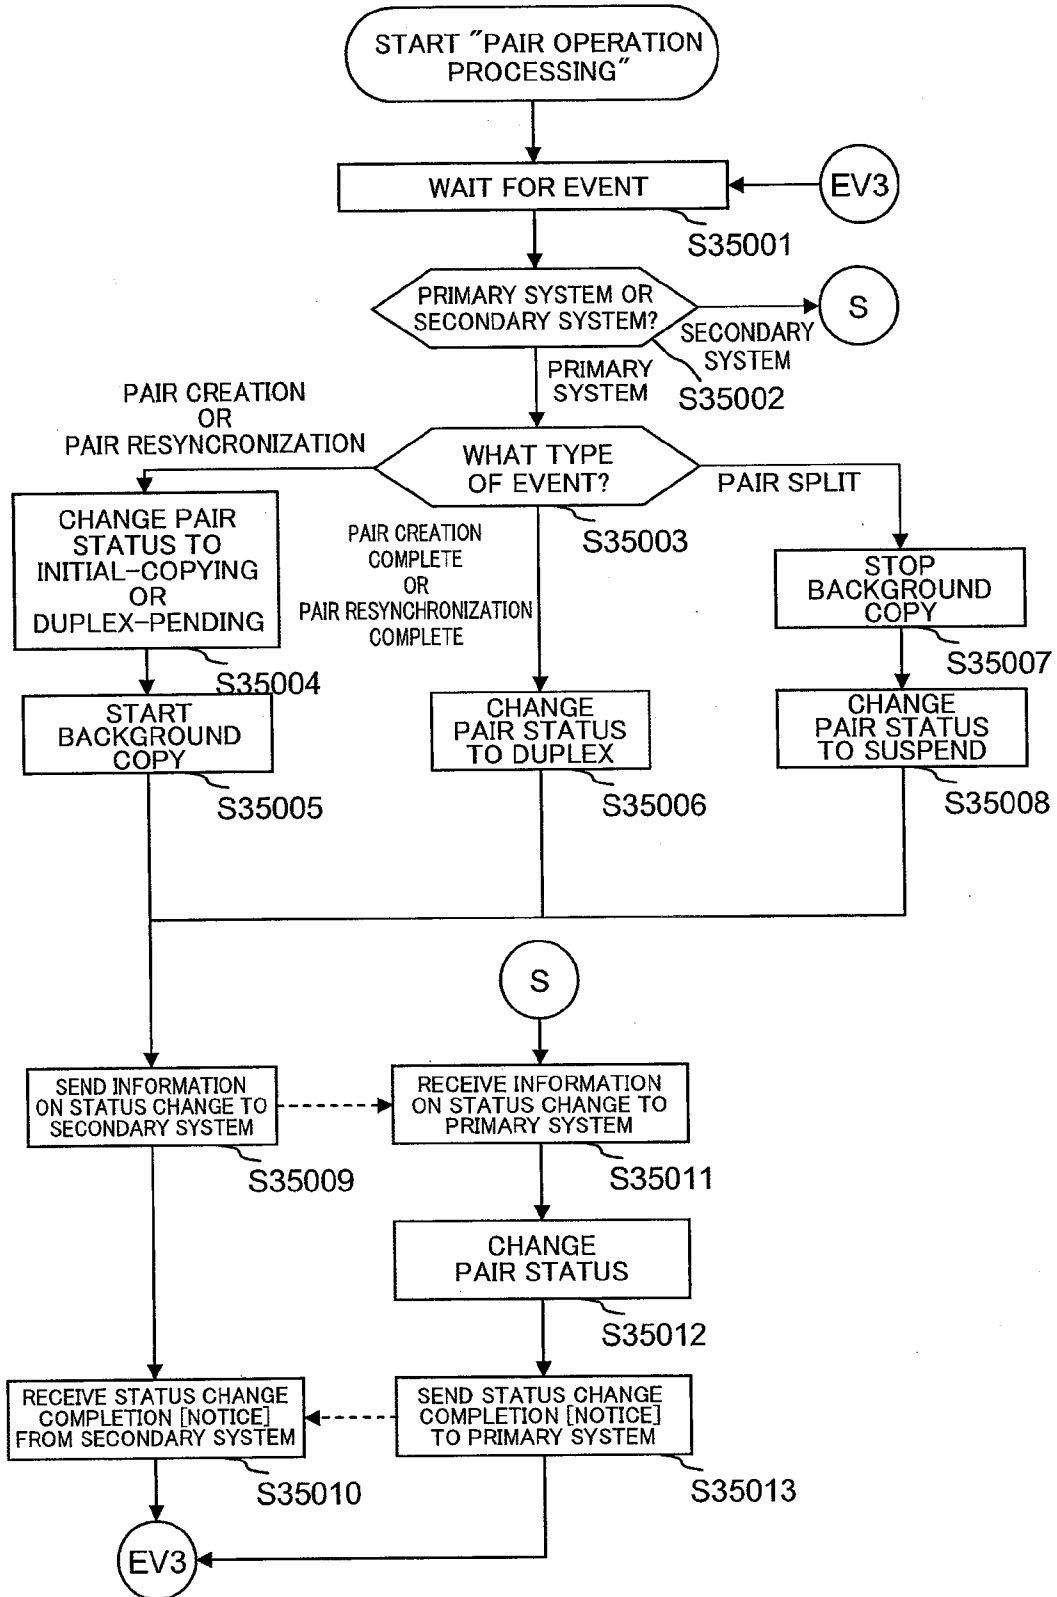 START "PAIR OPERATION
PROCESSING"
WAIT FOR EVENT
EV3
S35001
PRIMARY SYSTEM OR
SECONDARY SYSTEM?
S
SECONDARY
SYSTEM
PRIMARY
SYSTEM
S35002
PAIR CREATION
OR
PAIR RESYNCRONIZATION
WHAT TYPE
OF EVENT?
PAIR SPLIT
S35003
CHANGE PAIR
STATUS TO
INITIAL-COPYING
OR
DUPLEX-PENDING
S35004
PAIR CREATION
COMPLETE
OR
PAIR RESYNCHRONIZATION
COMPLETE
STOP
BACKGROUND
COPY
S35007
START
BACKGROUND
COPY
S35005
CHANGE
PAIR STATUS
TO DUPLEX
S35006
CHANGE
PAIR STATUS
TO SUSPEND
S35008
S
SEND INFORMATION
ON STATUS CHANGE TO
SECONDARY SYSTEM
S35009
RECEIVE INFORMATION
ON STATUS CHANGE TO
PRIMARY SYSTEM
S35011
CHANGE
PAIR STATUS
S35012
RECEIVE STATUS CHANGE
COMPLETION [NOTICE]
FROM SECONDARY SYSTEM
S35010
SEND STATUS CHANGE
COMPLETION [NOTICE]
TO PRIMARY SYSTEM
S35013
EV3